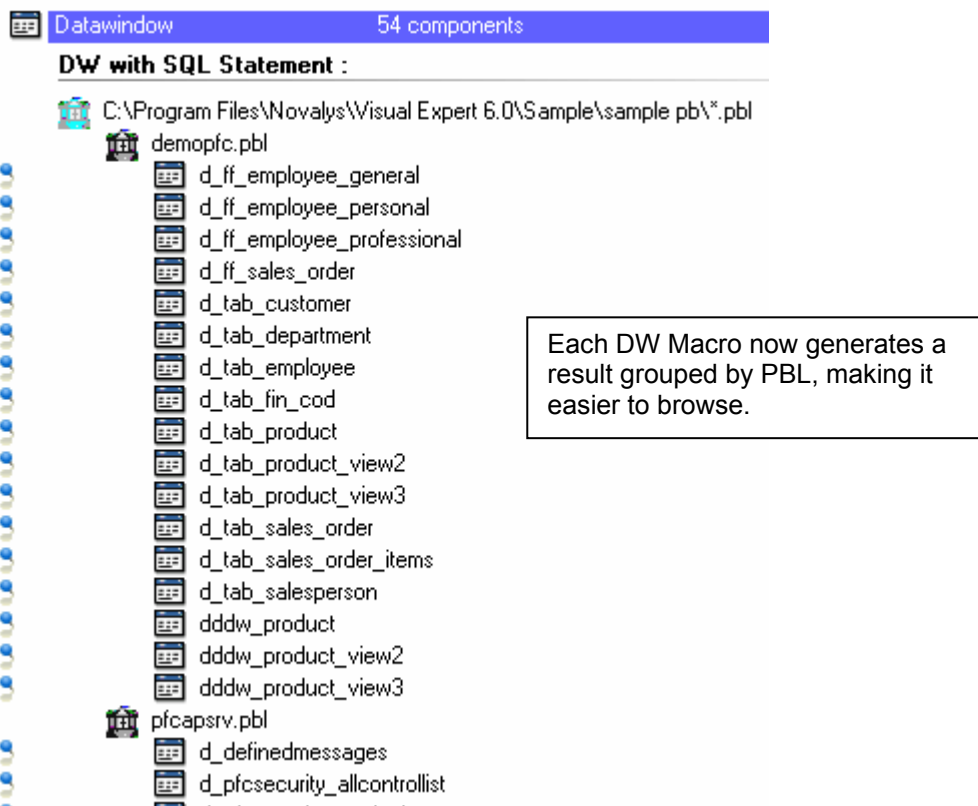 Datawindow 54 components
DW with SQL Statement :
C:\Program Files\Novalys\Visual Expert 6.0\Sample\sample pb\*.pbl
demopfc.pbl
d_ff_employee_general
d_ff_employee_personal
d_ff_employee_professional
d_ff_sales_order
d_tab_customer
d_tab_department
d_tab_employee
d_tab_fin_cod
d_tab_product
d_tab_product_view2
d_tab_product_view3
d_tab_sales_order
d_tab_sales_order_items
d_tab_salesperson
dddw_product
dddw_product_view2
dddw_product_view3
pfcapsrv.pbl
d_definedmessages
d_pfcsecurity_allcontrollist
Each DW Macro now generates a
result grouped by PBL, making it
easier to browse.